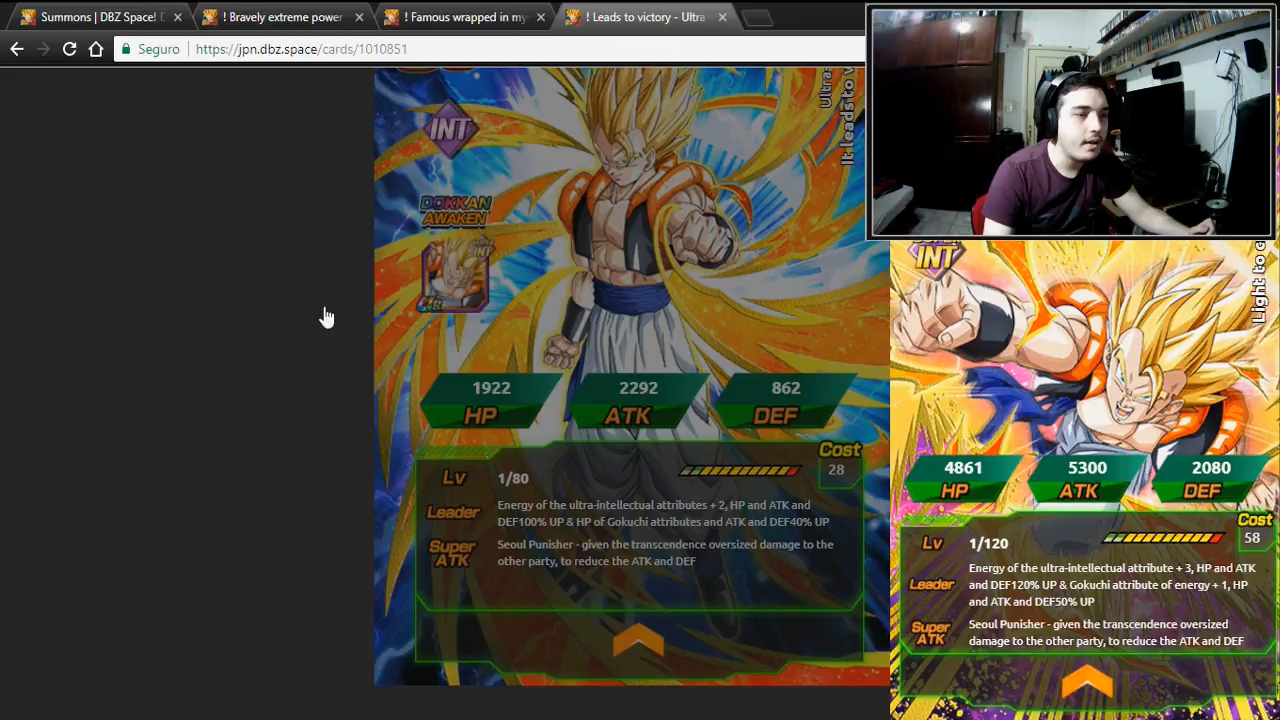 Summons | DBZ Space! D
! Bravely extreme power
! Famous wrapped in my
! Leads to victory - Ultra
Seguro
https://jpn.dbz.space/cards/1010851
INT
Ultra
It leads to v
DOKKAN
AWAKEN
1922
HP
2292
ATK
862
DEF
Cost
28
Lv
1/80
Leader
Energy of the ultra-intellectual attributes + 2, HP and ATK and
DEF100% UP & HP of Gokuchi attributes and ATK and DEF40% UP
Super
ATK
Seoul Punisher - given the transcendence oversized damage to the
other party, to reduce the ATK and DEF
INT
Light to c
4861
HP
5300
ATK
2080
DEF
Cost
58
Lv
1/120
Leader
Energy of the ultra-intellectual attribute + 3, HP and ATK
and DEF120% UP & Gokuchi attribute of energy + 1, HP
and ATK and DEF50% UP
Super
ATK
Seoul Punisher - given the transcendence oversized
damage to the other party, to reduce the ATK and DEF